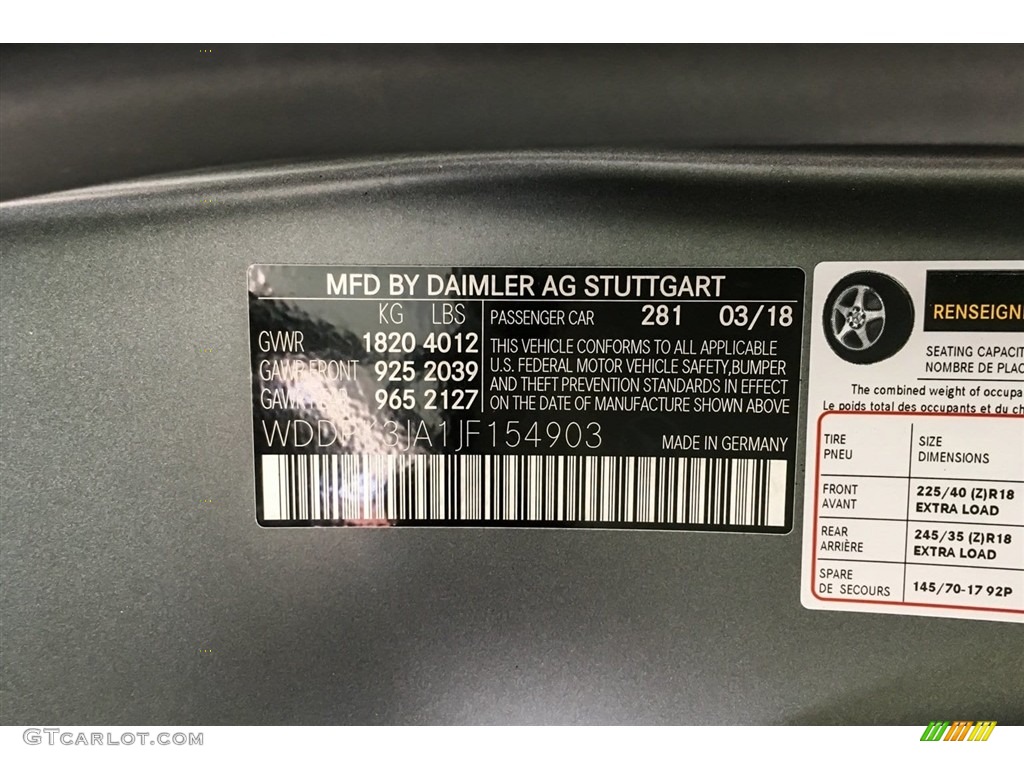 MFD BY DAIMLER AG STUTTGART
KG LBS
GVWR 1820 4012
GAWR FRONT 925 2039
965 2127
PASSENGER CAR 281 03/18
THIS VEHICLE CONFORMS TO ALL APPLICABLE
U.S. FEDERAL MOTOR VEHICLE SAFETY,BUMPER
AND THEFT PREVENTION STANDARDS IN EFFECT
ON THE DATE OF MANUFACTURE SHOWN ABOVE
MADE IN GERMANY
RENSEIGN
SEATING CAPACIT
NOMBRE DE PLAC
The combined weight of occupa
Le poids total des occupants et du ch
TIRE SIZE
PNEU DIMENSIONS
FRONT 225/40 (Z)R18
AVANT EXTRA LOAD
REAR 245/35 (Z)R18
ARRIÈRE EXTRA LOAD
SPARE
DE SECOURS 145/70-17 92P
GTCARLOT.COM